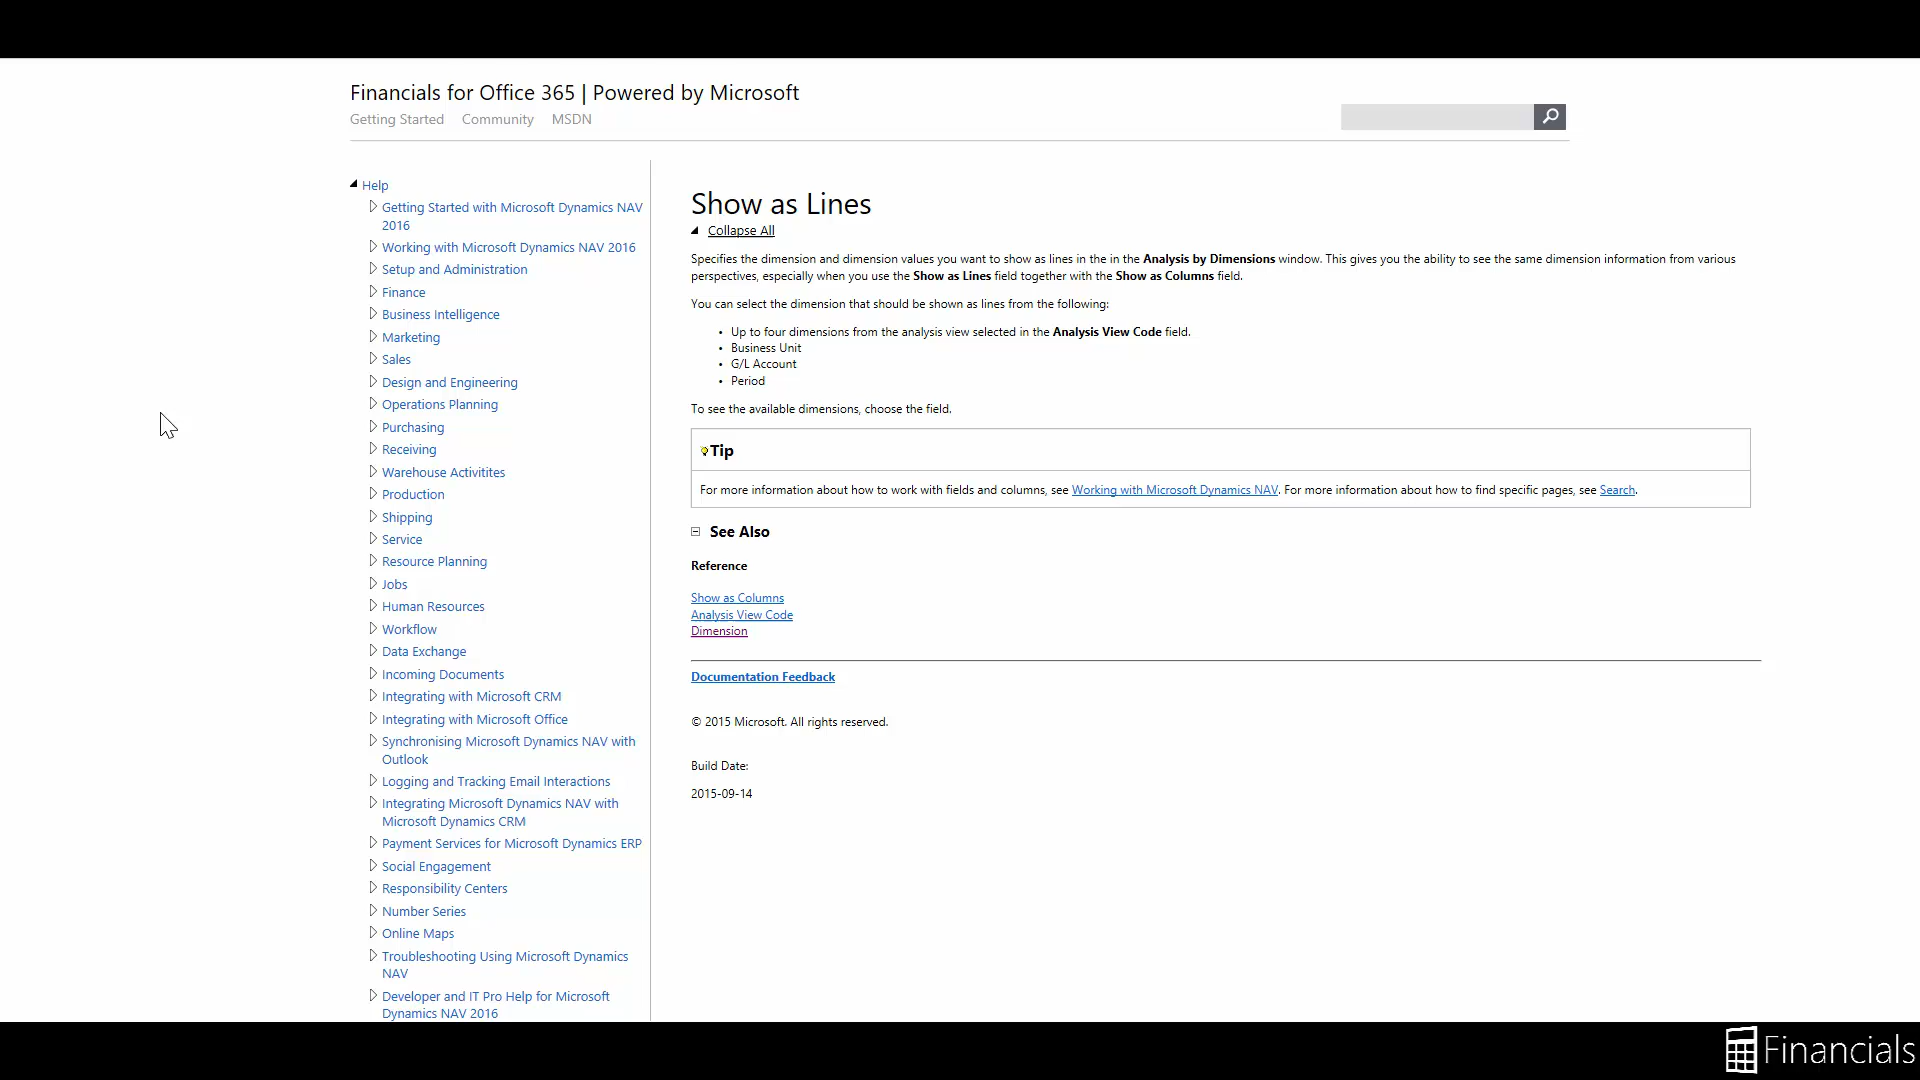 Financials for Office 365 | Powered by Microsoft
Getting Started Community MSDN
Help
Getting Started with Microsoft Dynamics NAV
2016
Working with Microsoft Dynamics NAV 2016
Setup and Administration
Finance
Business Intelligence
Marketing
Sales
Design and Engineering
Operations Planning
Purchasing
Receiving
Warehouse Activitites
Production
Shipping
Service
Resource Planning
Jobs
Human Resources
Workflow
Data Exchange
Incoming Documents
Integrating with Microsoft CRM
Integrating with Microsoft Office
Synchronising Microsoft Dynamics NAV with
Outlook
Logging and Tracking Email Interactions
Integrating Microsoft Dynamics NAV with
Microsoft Dynamics CRM
Payment Services for Microsoft Dynamics ERP
Social Engagement
Responsibility Centers
Number Series
Online Maps
Troubleshooting Using Microsoft Dynamics
NAV
Developer and IT Pro Help for Microsoft
Dynamics NAV 2016
Show as Lines
Collapse All
Specifies the dimension and dimension values you want to show as lines in the in the Analysis by Dimensions window. This gives you the ability to see the same dimension information from various
perspectives, especially when you use the Show as Lines field together with the Show as Columns field.
You can select the dimension that should be shown as lines from the following:
• Up to four dimensions from the analysis view selected in the Analysis View Code field.
• Business Unit
• G/L Account
• Period
To see the available dimensions, choose the field.
Tip
For more information about how to work with fields and columns, see Working with Microsoft Dynamics NAV. For more information about how to find specific pages, see Search.
See Also
Reference
Show as Columns
Analysis View Code
Dimension
Documentation Feedback
© 2015 Microsoft. All rights reserved.
Build Date:
2015-09-14
Financials